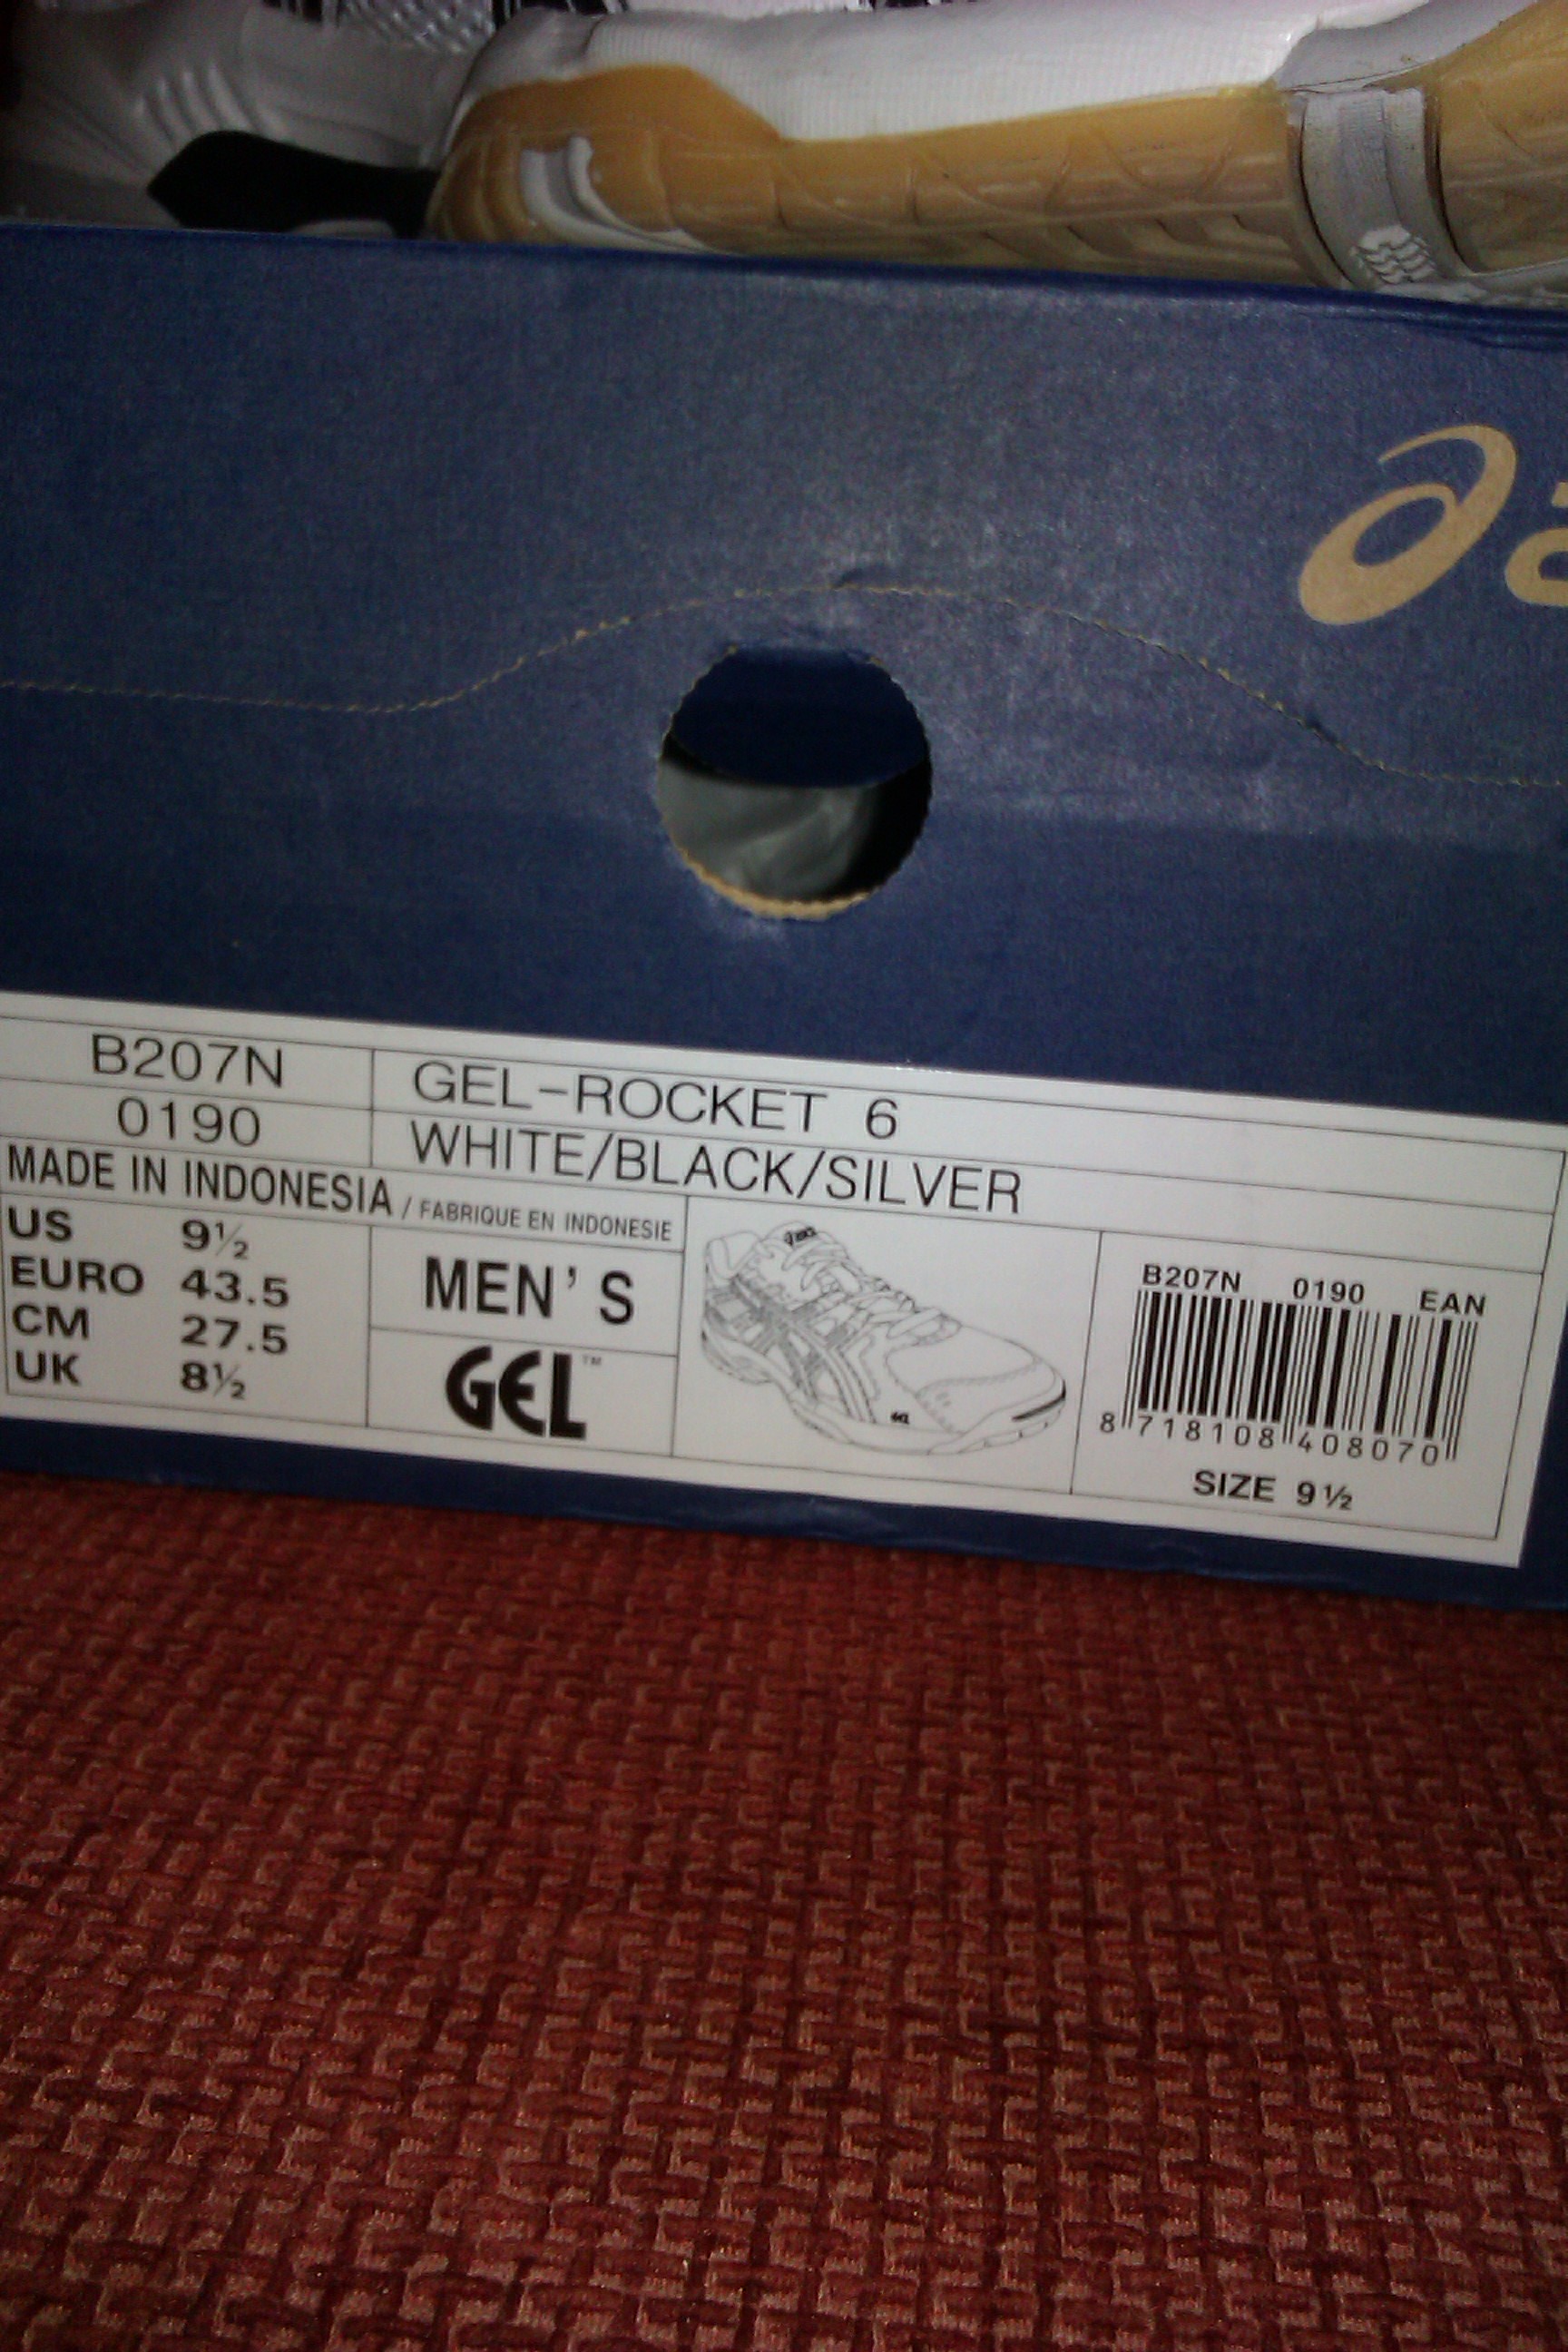 B207N GEL-ROCKET 6
0190 WHITE/BLACK/SILVER
MADE IN INDONESIA / FABRIQUE EN INDONESIE
US 9½
EURO 43.5
CM 27.5
UK 8½
MEN'S
GEL™
B207N 0190 EAN
8 718108 408070
SIZE 9½